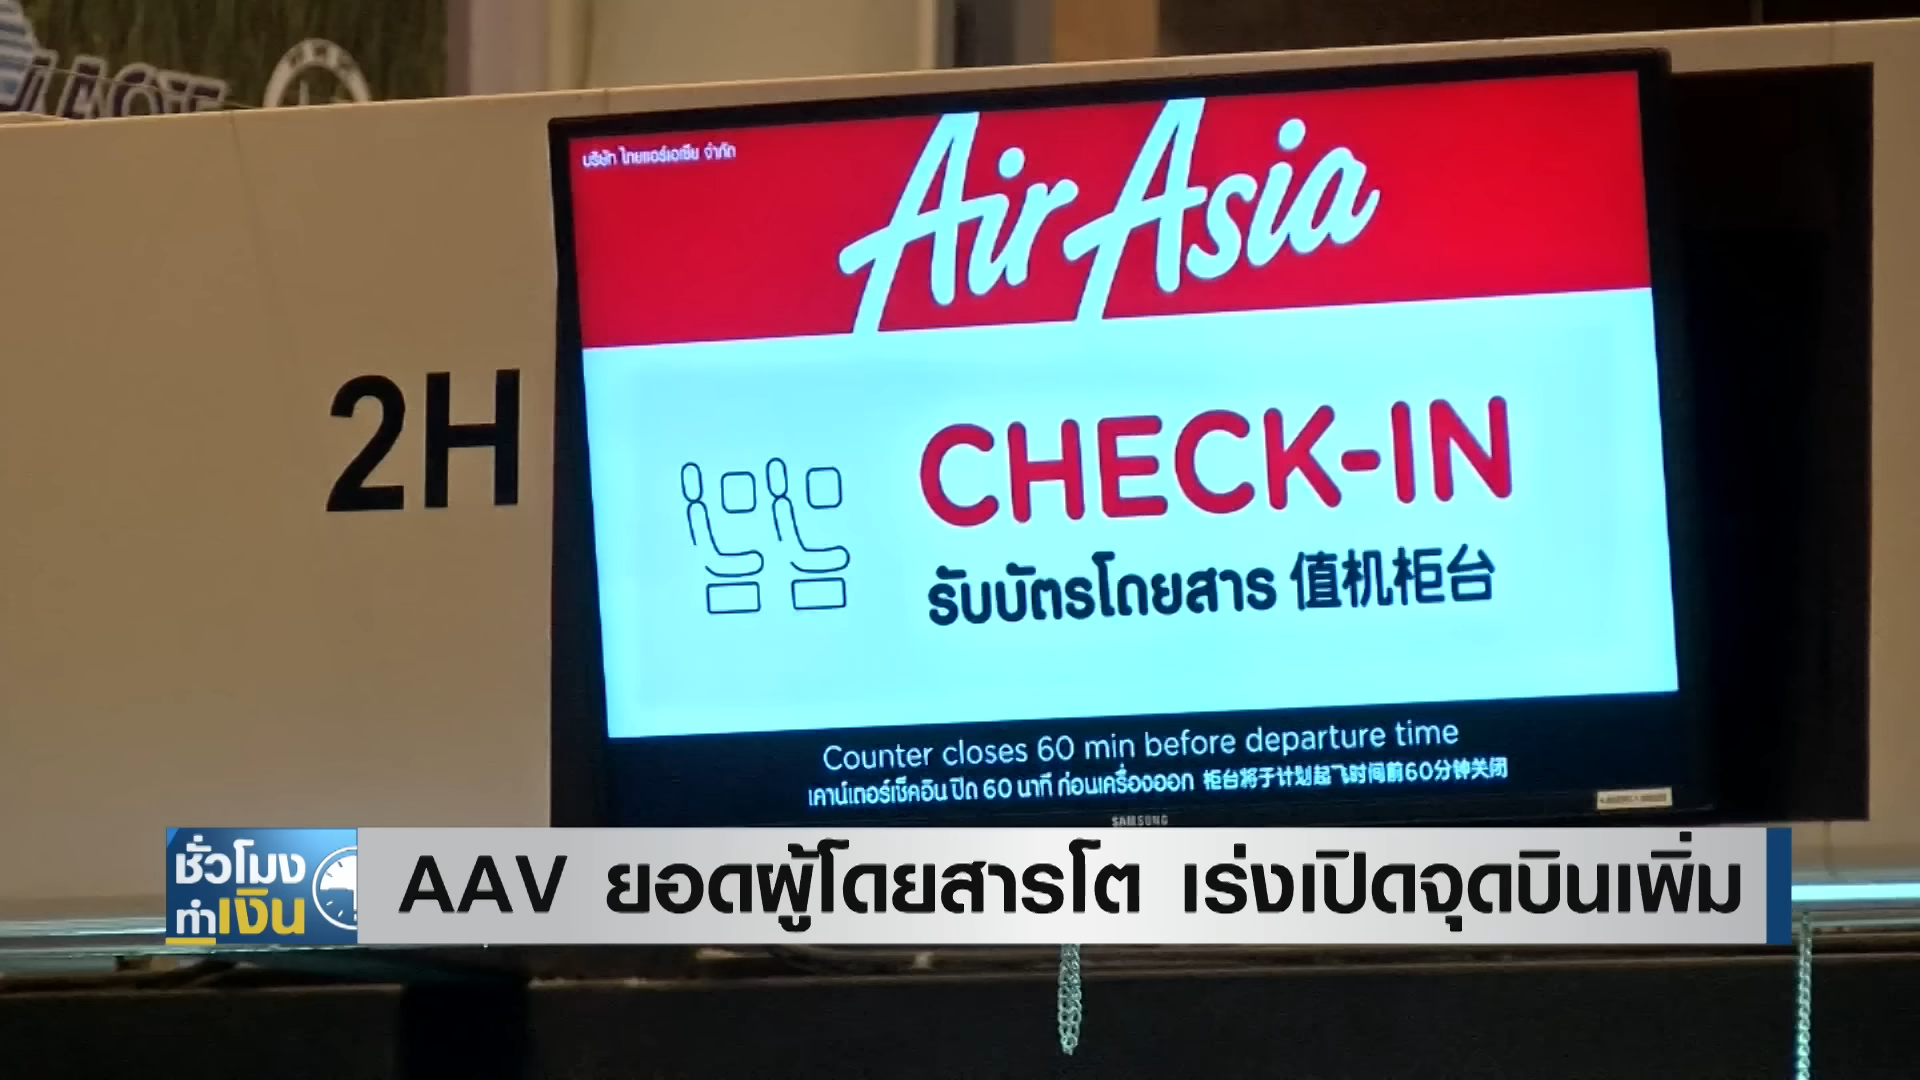 บริษัท ไทยแอร์เอเชีย จำกัด
AirAsia
2H
CHECK-IN
รับบัตรโดยสาร 值机柜台
Counter closes 60 min before departure time
เคาน์เตอร์เช็คอิน ปิด 60 นาที ก่อนเครื่องออก 柜台将于计划起飞时间前60分钟关闭
SAMSUNG
ชั่วโมง
ทำเงิน
AAV ยอดผู้โดยสารโต เร่งเปิดจุดบินเพิ่ม